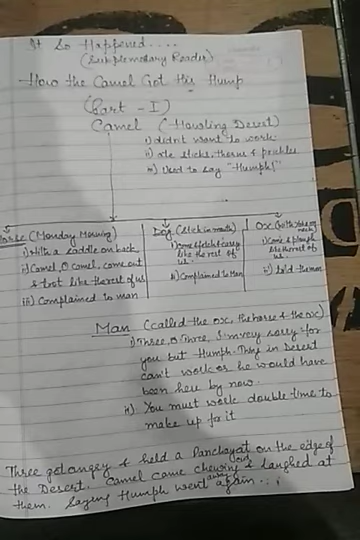 It So Happened....
(Supplementary Reader)
How the Camel Got His Hump
(Part - I)
Camel (Howling Desert)
i) didn't want to work
ii) ate sticks, thorns & prickles
iii) Used to say "Humph!"
Horse (Monday Morning)
i) With a saddle on back
ii) Camel, O Camel, come out
& trot like the rest of us
iii) Complained to man
Dog (stick in mouth)
i) come & fetch & carry
like the rest of
us.
ii) Complained to Man
Ox (with yoke on
neck)
i) Come & plough
like the rest of
us.
ii) told the man
Man (called the ox, the horse & the ox)
i) Three, O Three, I'm very sorry for
you but Humph-Thing in Desert
can't work or he would have
been here by now.
ii) You must work double time to
make up for it
Three got angry & held a Panchayat on the edge of
the Desert. Camel came chewing cud & laughed at
them. Saying Humph went away again...